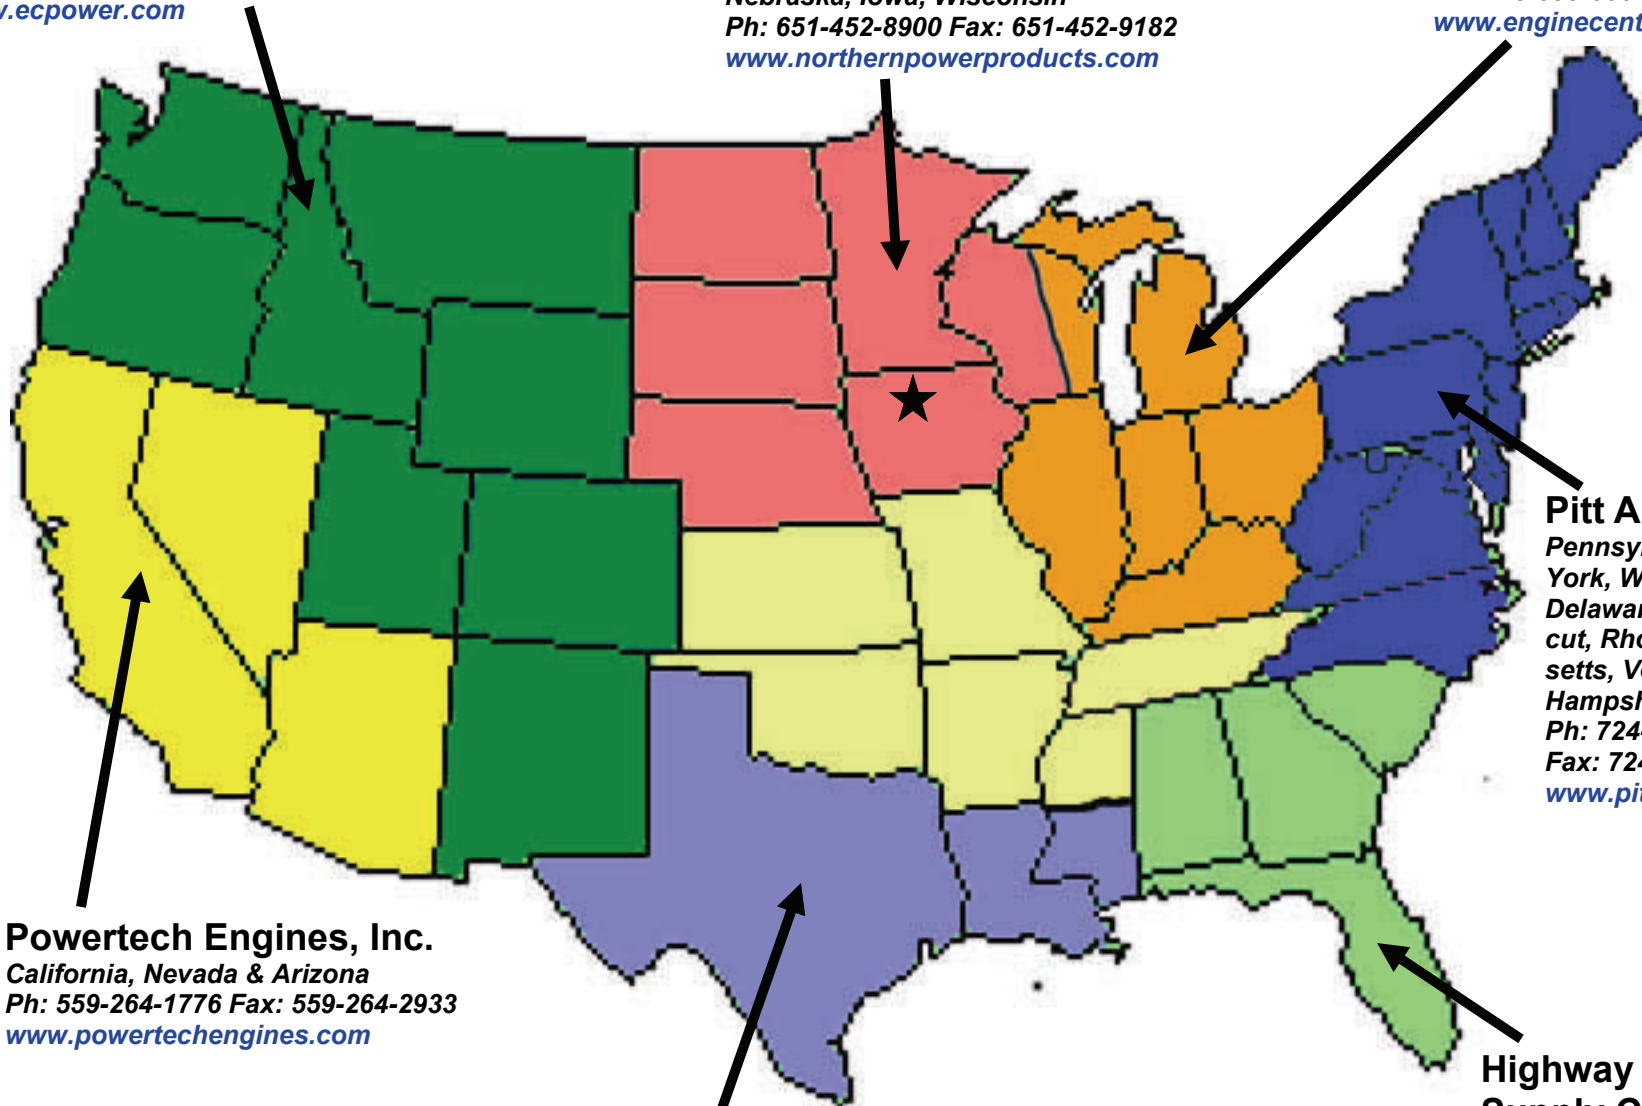 .ecpower.com
Nebraska, Iowa, Wisconsin
Ph: 651-452-8900 Fax: 651-452-9182
www.northernpowerproducts.com
www.enginecent
Powertech Engines, Inc.
California, Nevada & Arizona
Ph: 559-264-1776 Fax: 559-264-2933
www.powertechengines.com
Pitt A
Pennsyl
York, W
Delawar
cut, Rho
setts, Ve
Hampsh
Ph: 724-
Fax: 724
www.pit
Highway